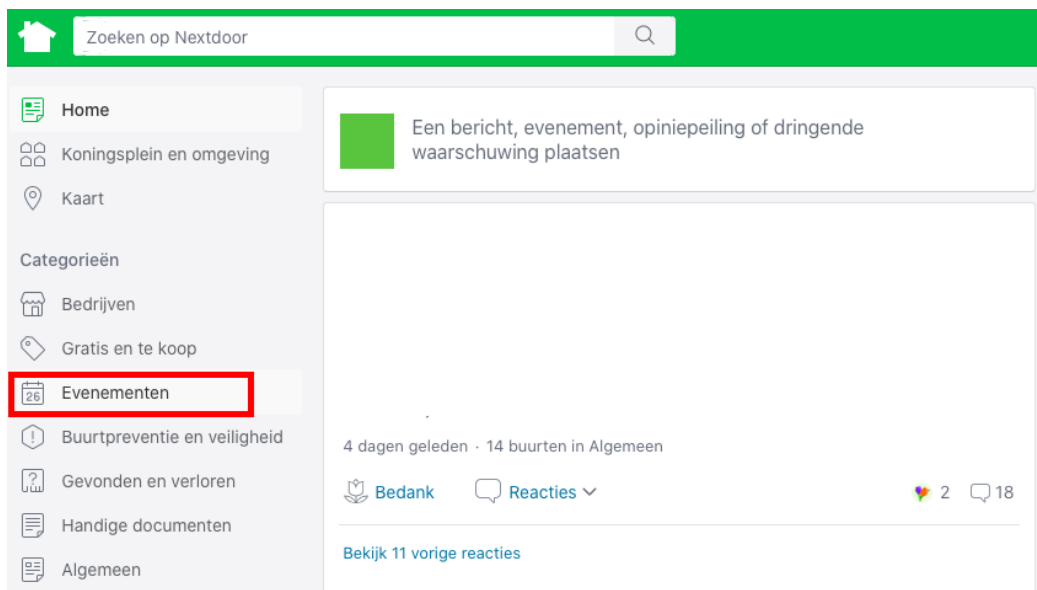 Zoeken op Nextdoor
Home
Koningsplein en omgeving
Kaart
Categorieën
Bedrijven
Gratis en te koop
26
Evenementen
Buurtpreventie en veiligheid
Gevonden en verloren
Handige documenten
Algemeen
Een bericht, evenement, opiniepeiling of dringende
waarschuwing plaatsen
4 dagen geleden · 14 buurten in Algemeen
Bedank Reacties 2 18
Bekijk 11 vorige reacties